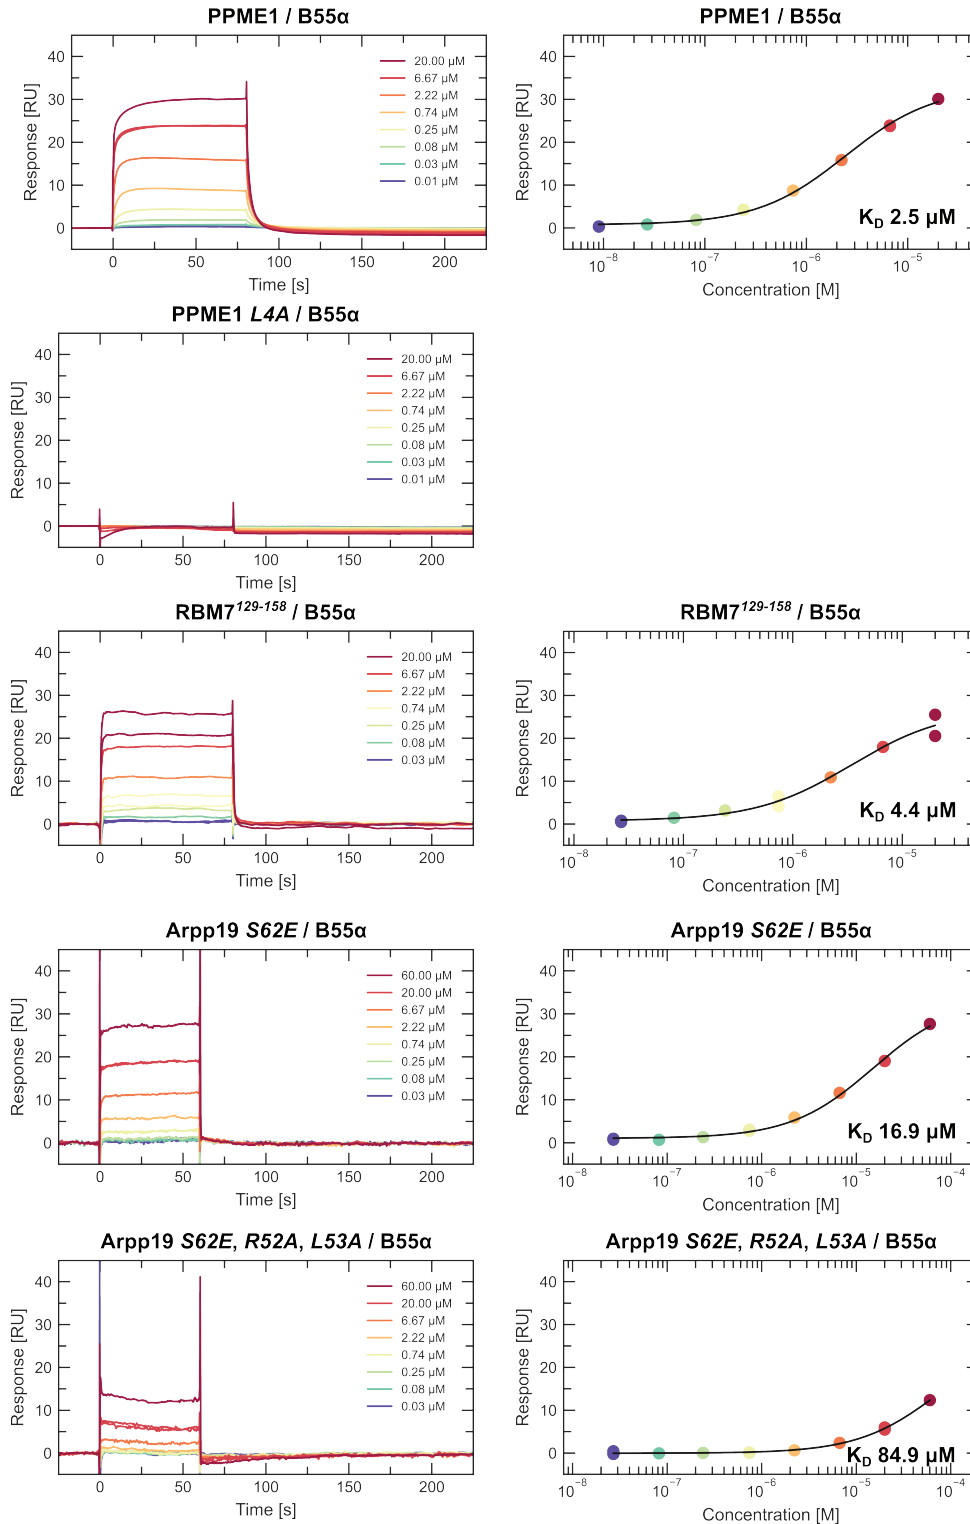 PPME1 / B55α
Response [RU]
40
30
20
10
0
20.00 µM
6.67 µM
2.22 µM
0.74 µM
0.25 µM
0.08 µM
0.03 µM
0.01 µM
0 50 100 150 200
Time [s]
PPME1 / B55α
Response [RU]
40
30
20
10
0
K_D 2.5 µM
10⁻⁸ 10⁻⁷ 10⁻⁶ 10⁻⁵
Concentration [M]
PPME1 L4A / B55α
Response [RU]
40
30
20
10
0
20.00 µM
6.67 µM
2.22 µM
0.74 µM
0.25 µM
0.08 µM
0.03 µM
0.01 µM
0 50 100 150 200
Time [s]
RBM7¹²⁹⁻¹⁵⁸ / B55α
Response [RU]
40
30
20
10
0
20.00 µM
6.67 µM
2.22 µM
0.74 µM
0.25 µM
0.08 µM
0.03 µM
0 50 100 150 200
Time [s]
RBM7¹²⁹⁻¹⁵⁸ / B55α
Response [RU]
40
30
20
10
0
K_D 4.4 µM
10⁻⁸ 10⁻⁷ 10⁻⁶ 10⁻⁵
Concentration [M]
Arpp19 S62E / B55α
Response [RU]
40
30
20
10
0
60.00 µM
20.00 µM
6.67 µM
2.22 µM
0.74 µM
0.25 µM
0.08 µM
0.03 µM
0 50 100 150 200
Time [s]
Arpp19 S62E / B55α
Response [RU]
40
30
20
10
0
K_D 16.9 µM
10⁻⁸ 10⁻⁷ 10⁻⁶ 10⁻⁵ 10⁻⁴
Concentration [M]
Arpp19 S62E, R52A, L53A / B55α
Response [RU]
40
30
20
10
0
60.00 µM
20.00 µM
6.67 µM
2.22 µM
0.74 µM
0.25 µM
0.08 µM
0.03 µM
0 50 100 150 200
Time [s]
Arpp19 S62E, R52A, L53A / B55α
Response [RU]
40
30
20
10
0
K_D 84.9 µM
10⁻⁸ 10⁻⁷ 10⁻⁶ 10⁻⁵ 10⁻⁴
Concentration [M]